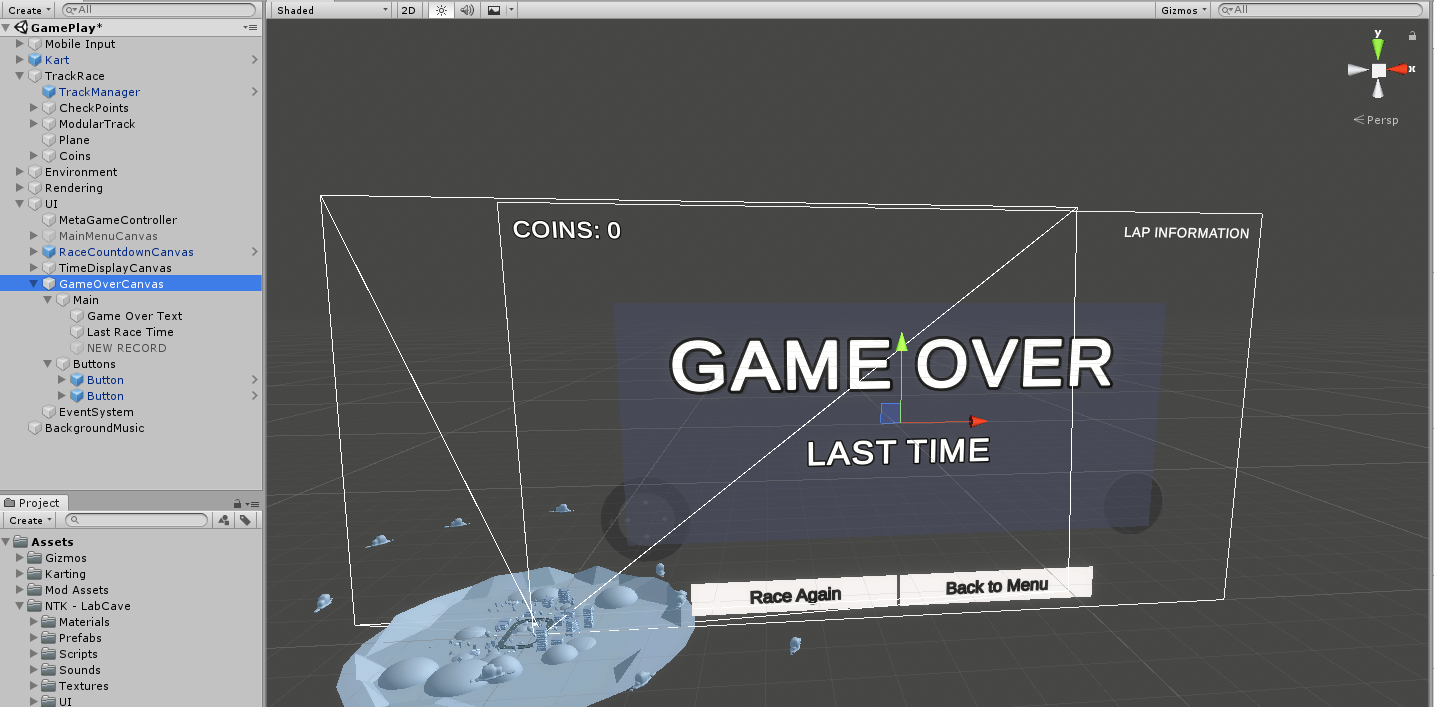 Create
All
GamePlay*
Mobile Input
Kart
TrackRace
TrackManager
CheckPoints
ModularTrack
Plane
Coins
Environment
Rendering
UI
MetaGameController
MainMenuCanvas
RaceCountdownCanvas
TimeDisplayCanvas
GameOverCanvas
Main
Game Over Text
Last Race Time
NEW RECORD
Buttons
Button
Button
EventSystem
BackgroundMusic
Project
Create
Assets
Gizmos
Karting
Mod Assets
NTK - LabCave
Materials
Prefabs
Scripts
Sounds
Textures
UI
Shaded
2D
Gizmos
All
y
x
Persp
COINS: 0
LAP INFORMATION
GAME OVER
LAST TIME
Race Again
Back to Menu